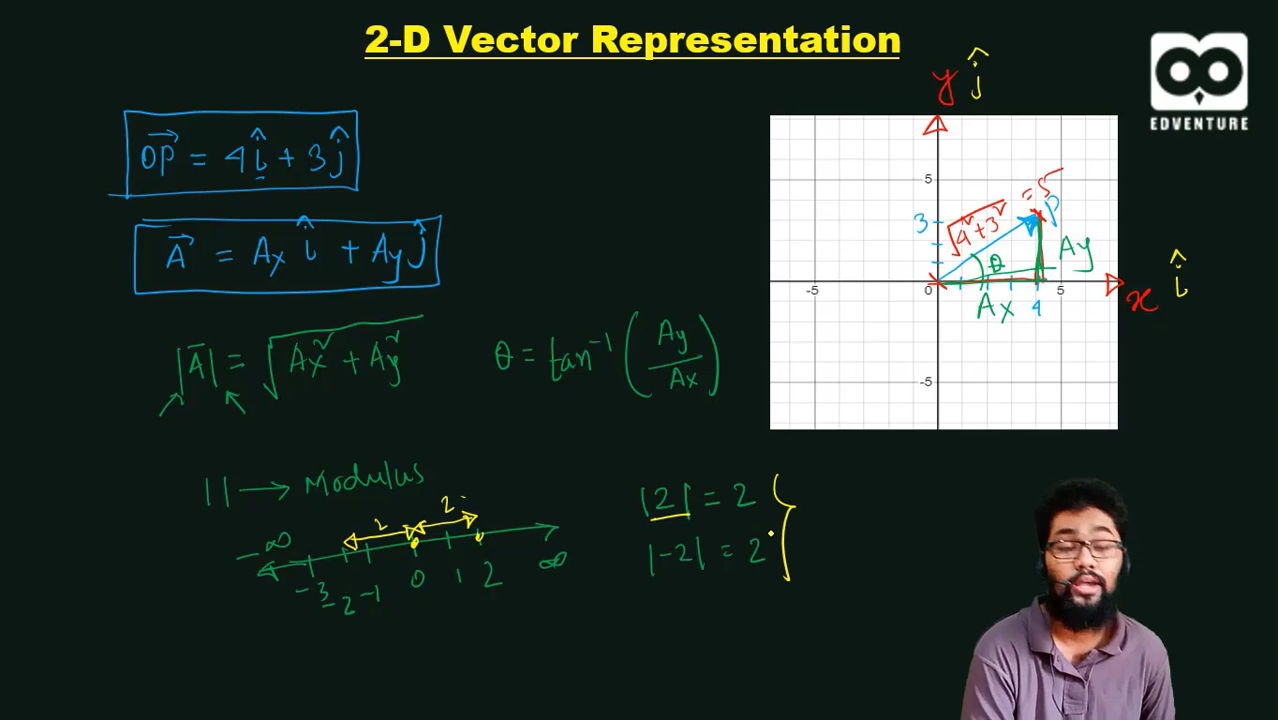 2-D Vector Representation
EDVENTURE
y ĵ
OP⃗ = 4î + 3ĵ
A⃗ = Ax î + Ay ĵ
|A̅| = √(Ax² + Ay²)
θ = tan⁻¹ (Ay/Ax)
5
3
√(4² + 3²) = 5
P
θ
Ay
-5
0
Ax
4
5
x î
-5
|| → Modulus
2 2
-∞ -3 -2 -1 0 1 2 ∞
|2| = 2
|-2| = 2